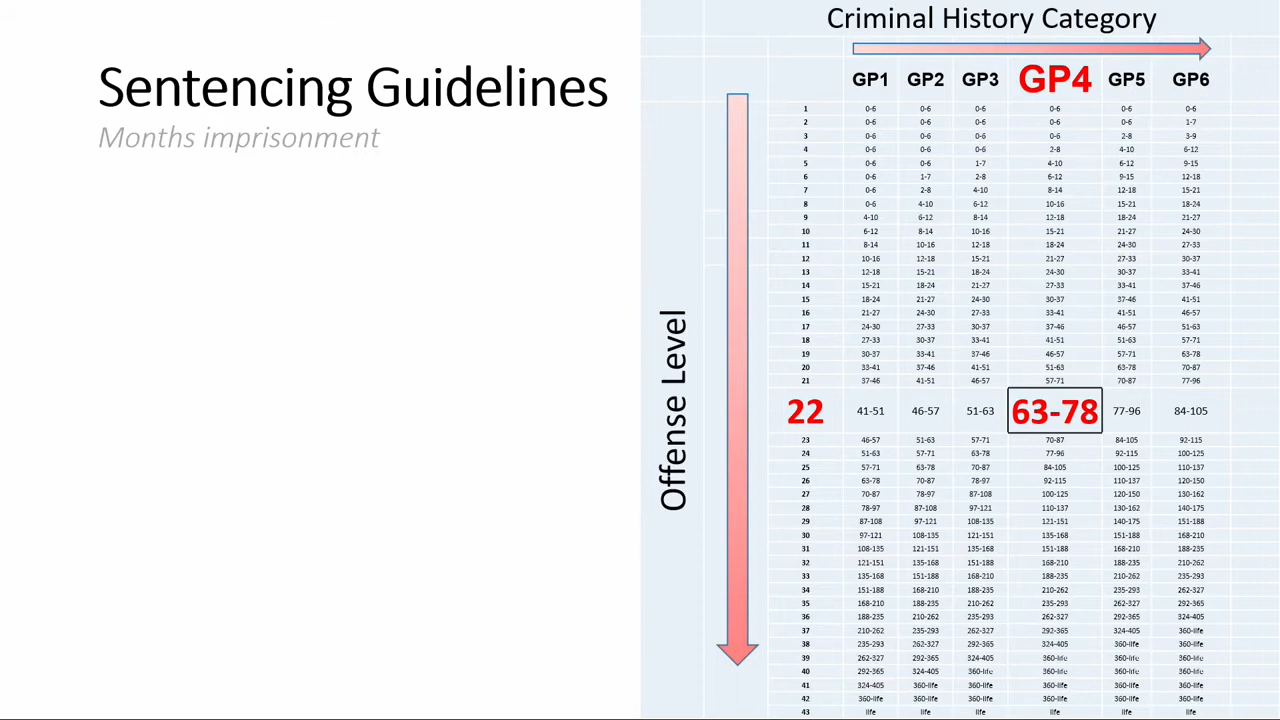 Sentencing Guidelines
Months imprisonment
Criminal History Category
Offense Level
GP1 GP2 GP3 GP4 GP5 GP6
1 0-6 0-6 0-6 0-6 0-6 0-6
2 0-6 0-6 0-6 0-6 0-6 1-7
3 0-6 0-6 0-6 0-6 2-8 3-9
4 0-6 0-6 0-6 2-8 4-10 6-12
5 0-6 0-6 1-7 4-10 6-12 9-15
6 0-6 1-7 2-8 6-12 9-15 12-18
7 0-6 2-8 4-10 8-14 12-18 15-21
8 0-6 4-10 6-12 10-16 15-21 18-24
9 4-10 6-12 8-14 12-18 18-24 21-27
10 6-12 8-14 10-16 15-21 21-27 24-30
11 8-14 10-16 12-18 18-24 24-30 27-33
12 10-16 12-18 15-21 21-27 27-33 30-37
13 12-18 15-21 18-24 24-30 30-37 33-41
14 15-21 18-24 21-27 27-33 33-41 37-46
15 18-24 21-27 24-30 30-37 37-46 41-51
16 21-27 24-30 27-33 33-41 41-51 46-57
17 24-30 27-33 30-37 37-46 46-57 51-63
18 27-33 30-37 33-41 41-51 51-63 57-71
19 30-37 33-41 37-46 46-57 57-71 63-78
20 33-41 37-46 41-51 51-63 63-78 70-87
21 37-46 41-51 46-57 57-71 70-87 77-96
22 41-51 46-57 51-63 63-78 77-96 84-105
23 46-57 51-63 57-71 70-87 84-105 92-115
24 51-63 57-71 63-78 77-96 92-115 100-125
25 57-71 63-78 70-87 84-105 100-125 110-137
26 63-78 70-87 78-97 92-115 110-137 120-150
27 70-87 78-97 87-108 100-125 120-150 130-162
28 78-97 87-108 97-121 110-137 130-162 140-175
29 87-108 97-121 108-135 121-151 140-175 151-188
30 97-121 108-135 121-151 135-168 151-188 168-210
31 108-135 121-151 135-168 151-188 168-210 188-235
32 121-151 135-168 151-188 168-210 188-235 210-262
33 135-168 151-188 168-210 188-235 210-262 235-293
34 151-188 168-210 188-235 210-262 235-293 262-327
35 168-210 188-235 210-262 235-293 262-327 292-365
36 188-235 210-262 235-293 262-327 292-365 324-405
37 210-262 235-293 262-327 292-365 324-405 360-life
38 235-293 262-327 292-365 324-405 360-life 360-life
39 262-327 292-365 324-405 360-life 360-life 360-life
40 292-365 324-405 360-life 360-life 360-life 360-life
41 324-405 360-life 360-life 360-life 360-life 360-life
42 360-life 360-life 360-life 360-life 360-life 360-life
43 life life life life life life